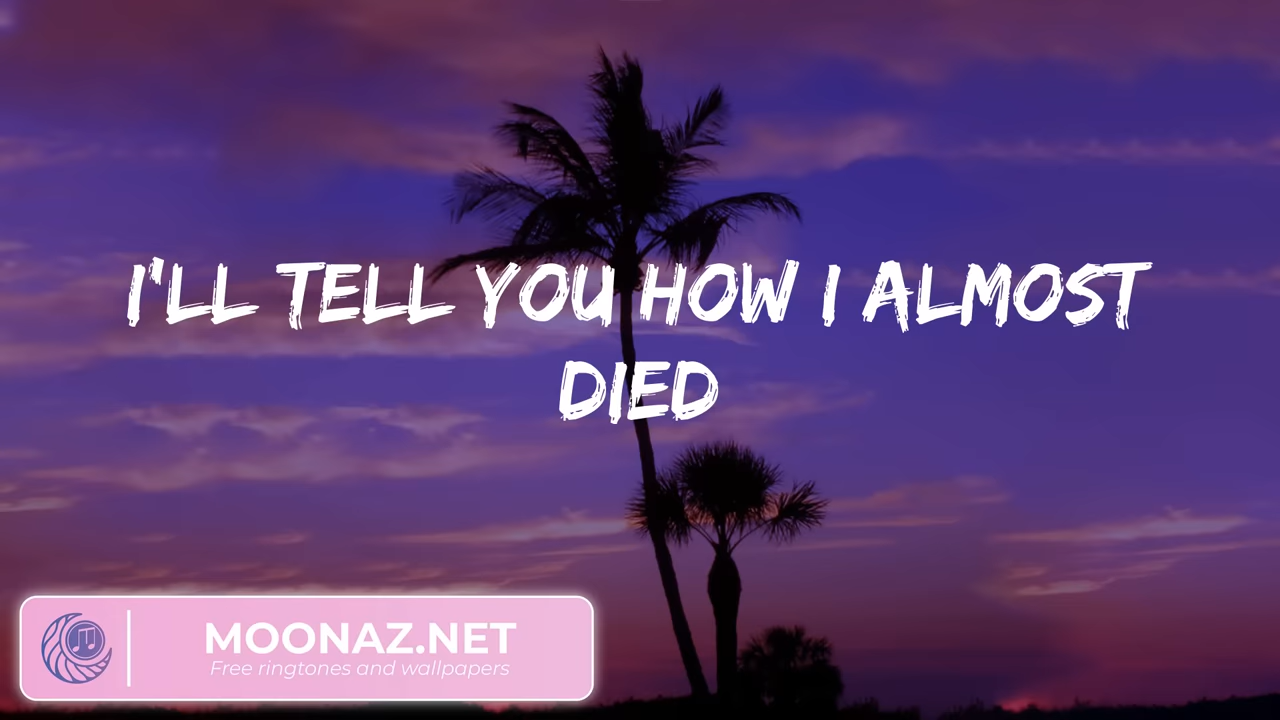 I'LL TELL YOU HOW I ALMOST
DIED
MOONAZ.NET
Free ringtones and wallpapers